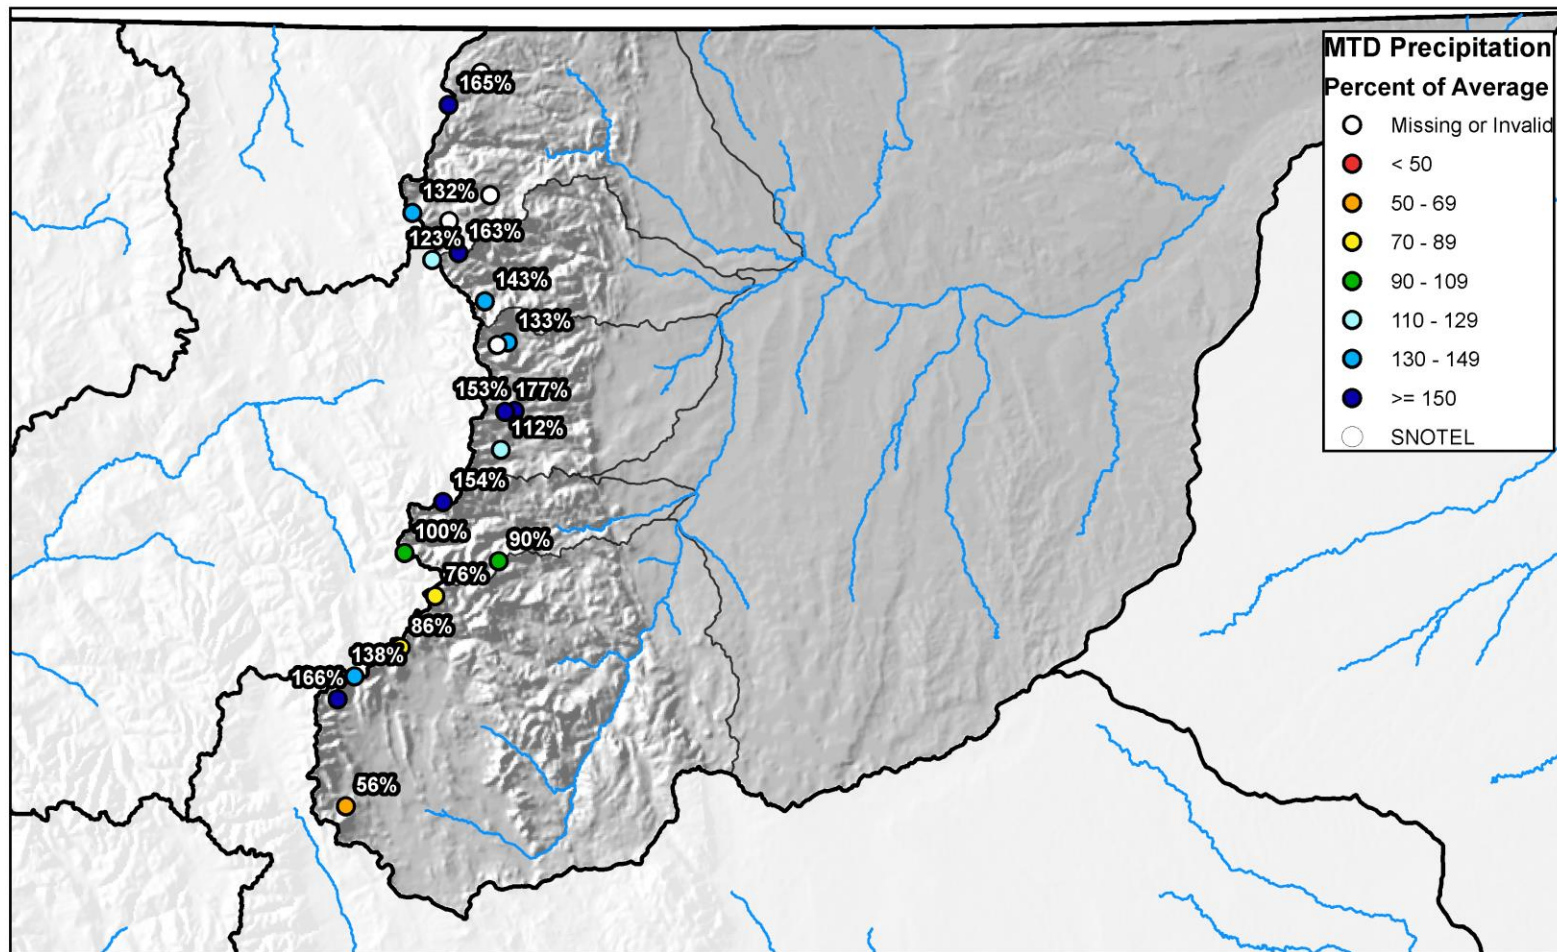 MTD Precipitation
Percent of Average
Missing or Invalid
< 50
50 - 69
70 - 89
90 - 109
110 - 129
130 - 149
>= 150
SNOTEL
165%
132%
163%
123%
143%
133%
153% 177%
112%
154%
100%
90%
76%
86%
138%
166%
56%